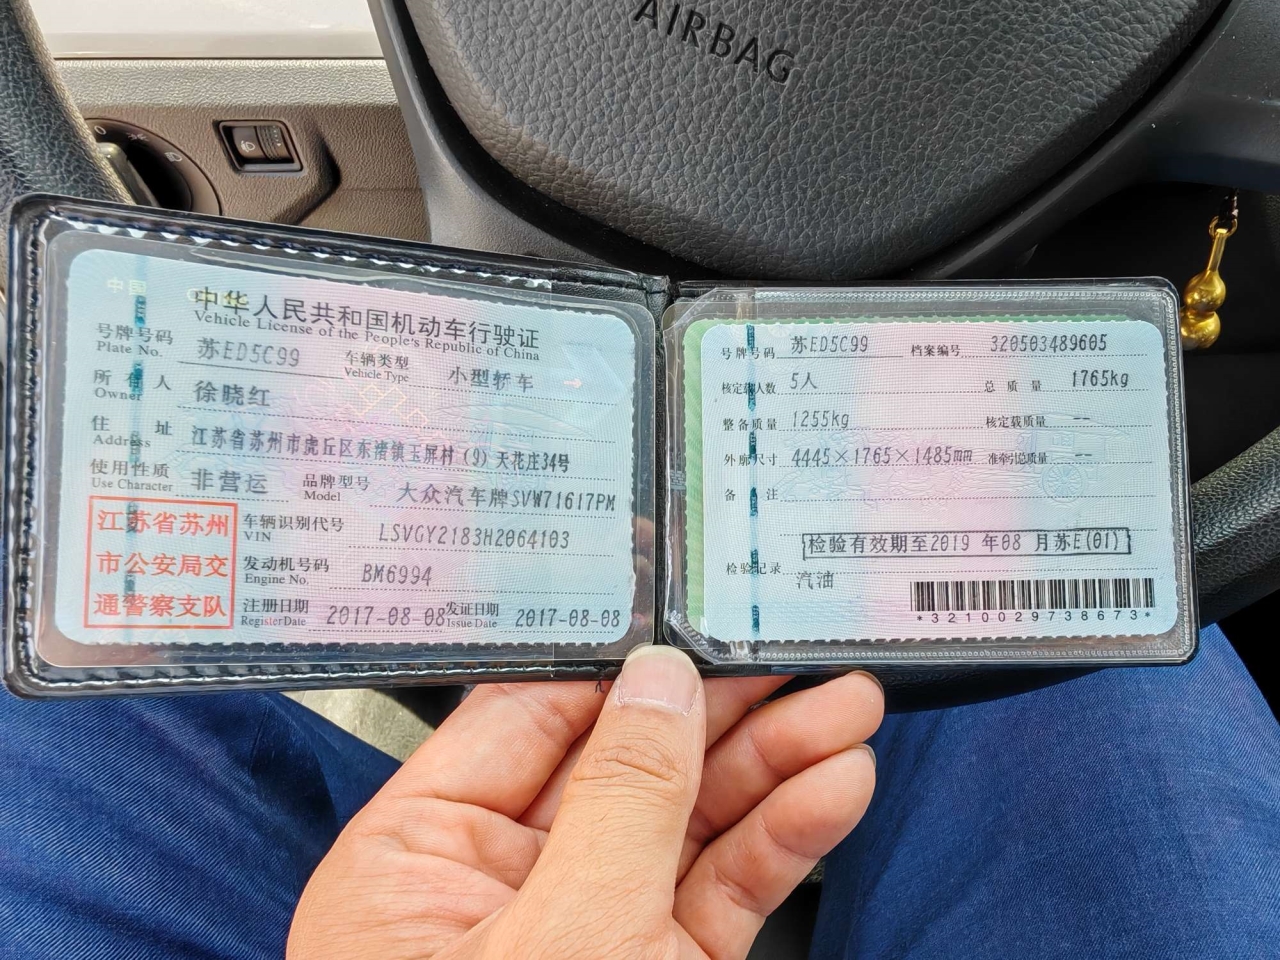 AIRBAG
中国
中华人民共和国机动车行驶证
Vehicle License of the People's Republic of China
号牌号码 苏ED5C99 车辆类型 小型轿车
Plate No. Vehicle Type
所有人 徐晓红
Owner
住址 江苏省苏州市虎丘区东渚镇玉屏村(9)天花庄34号
Address
使用性质 非营运 品牌型号 大众汽车牌SVW71617PM
Use Character Model
江苏省苏州
市公安局交
通警察支队
车辆识别代号 LSVGY2183H2064103
VIN
发动机号码 BM6994
Engine No.
注册日期 2017-08-08 发证日期 2017-08-08
Register Date Issue Date
号牌号码 苏ED5C99 档案编号 320503489605
核定载人数 5人 总质量 1765kg
整备质量 1255kg 核定载质量 --
外廓尺寸 4445×1765×1485mm 准牵引总质量 --
备注
检验有效期至2019 年08 月苏E(01)
检验记录 汽油
*3210029738673*